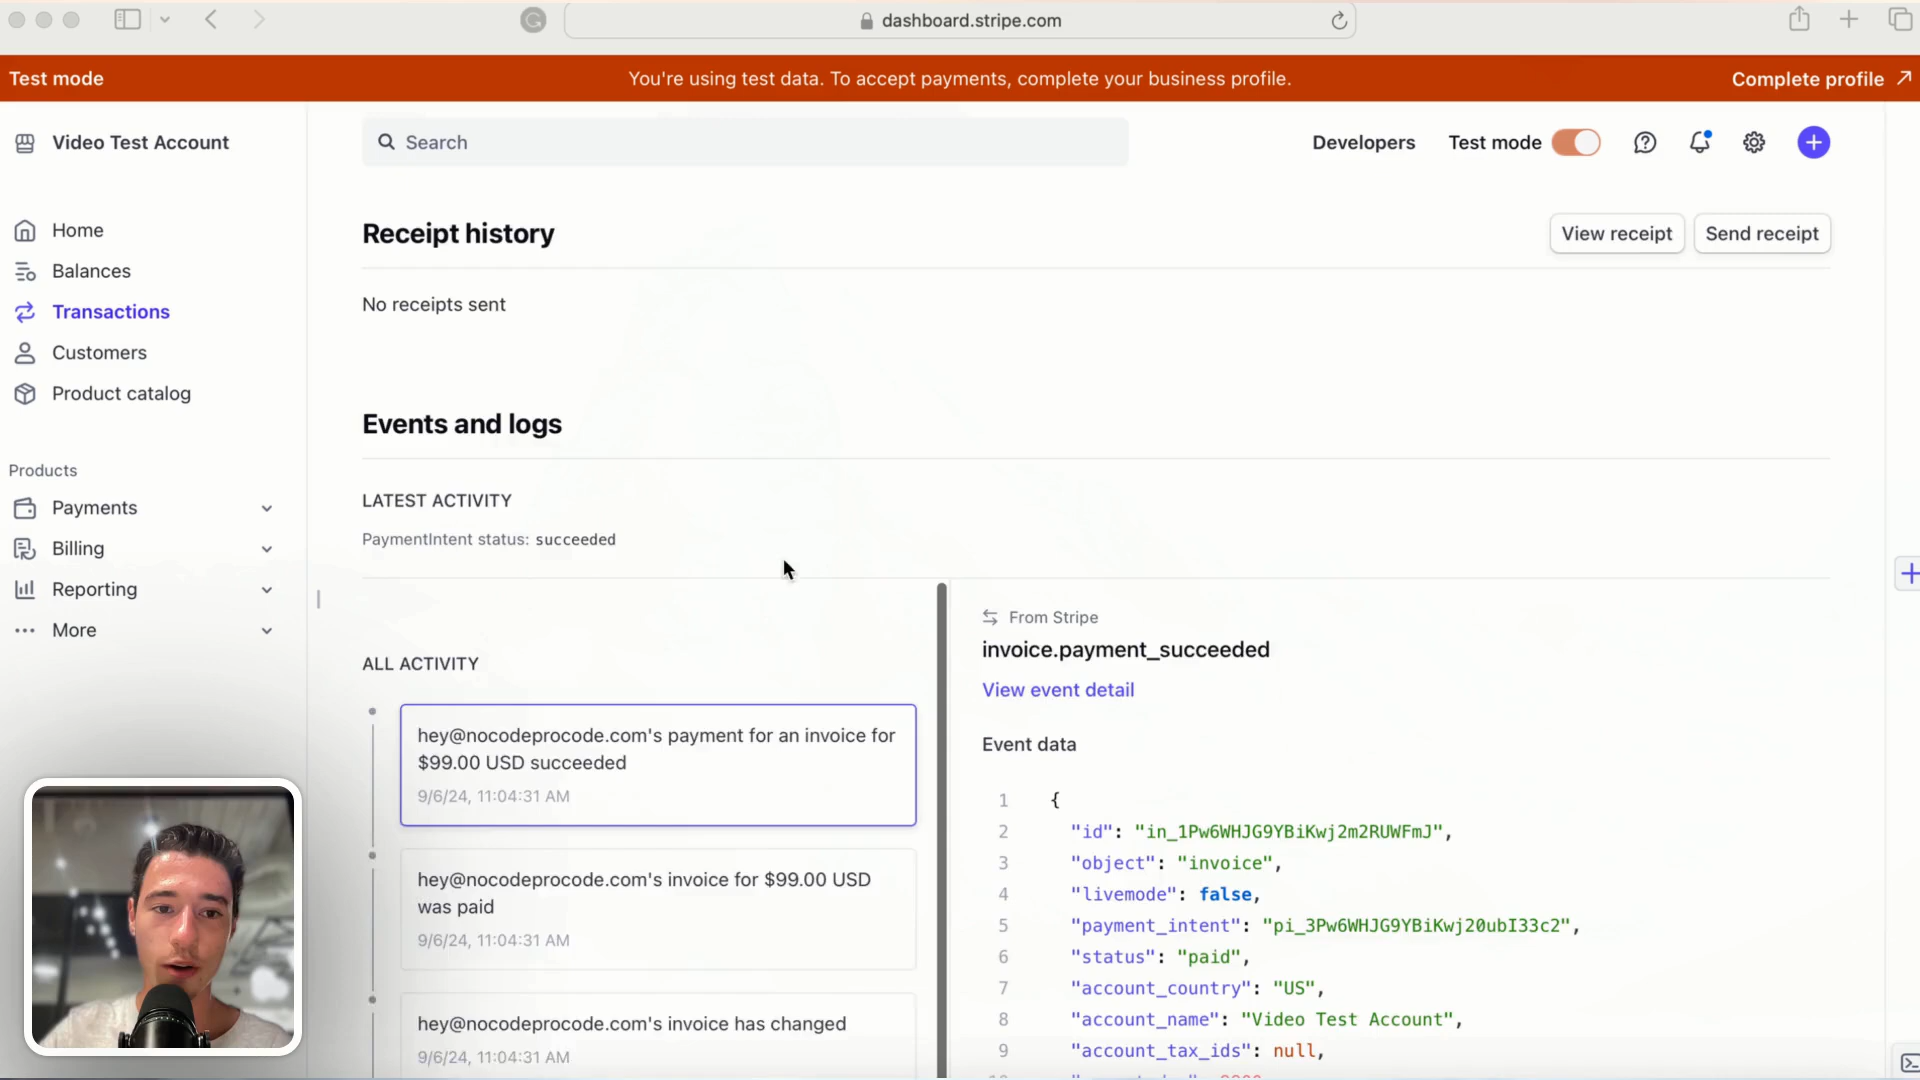 dashboard.stripe.com
Test mode
You're using test data. To accept payments, complete your business profile.
Complete profile
Video Test Account
Search
Developers
Test mode
Home
Balances
Transactions
Customers
Product catalog
Products
Payments
Billing
Reporting
More
Receipt history
View receipt
Send receipt
No receipts sent
Events and logs
LATEST ACTIVITY
PaymentIntent status: succeeded
ALL ACTIVITY
hey@nocodeprocode.com's payment for an invoice for
$99.00 USD succeeded
9/6/24, 11:04:31 AM
hey@nocodeprocode.com's invoice for $99.00 USD
was paid
9/6/24, 11:04:31 AM
hey@nocodeprocode.com's invoice has changed
9/6/24, 11:04:31 AM
From Stripe
invoice.payment_succeeded
View event detail
Event data
1 {
2 "id": "in_1Pw6WHJG9YBiKwj2m2RUWFmJ",
3 "object": "invoice",
4 "livemode": false,
5 "payment_intent": "pi_3Pw6WHJG9YBiKwj20ubI33c2",
6 "status": "paid",
7 "account_country": "US",
8 "account_name": "Video Test Account",
9 "account_tax_ids": null,